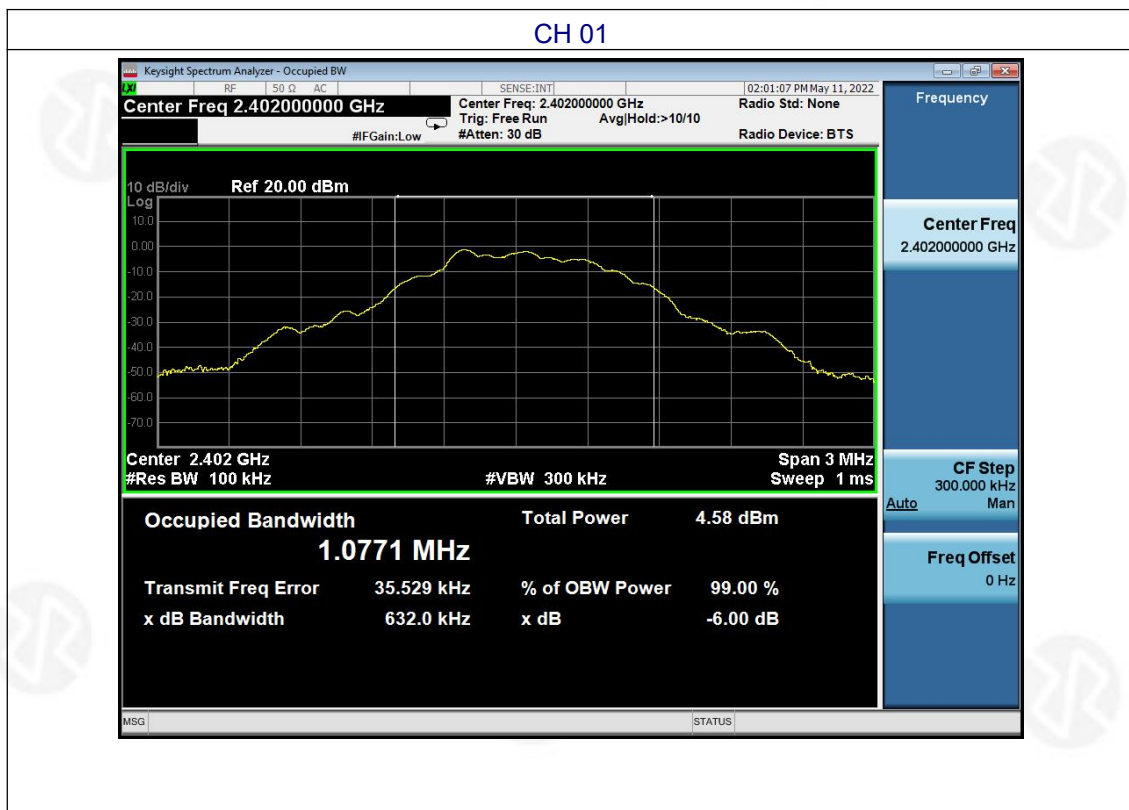 CH 01
Keysight Spectrum Analyzer - Occupied BW
LXI RF 50 Ω AC SENSE:INT 02:01:07 PM May 11, 2022
Center Freq 2.402000000 GHz
Center Freq: 2.402000000 GHz
Radio Std: None
Trig: Free Run Avg|Hold:>10/10
#IFGain:Low
#Atten: 30 dB
Radio Device: BTS
10 dB/div Ref 20.00 dBm
Log
10.0
0.00
-10.0
-20.0
-30.0
-40.0
-50.0
-60.0
-70.0
Center 2.402 GHz Span 3 MHz
#Res BW 100 kHz #VBW 300 kHz Sweep 1 ms
Occupied Bandwidth Total Power 4.58 dBm
1.0771 MHz
Transmit Freq Error 35.529 kHz % of OBW Power 99.00 %
x dB Bandwidth 632.0 kHz x dB -6.00 dB
MSG STATUS
Frequency
Center Freq
2.402000000 GHz
CF Step
300.000 kHz
Auto Man
Freq Offset
0 Hz